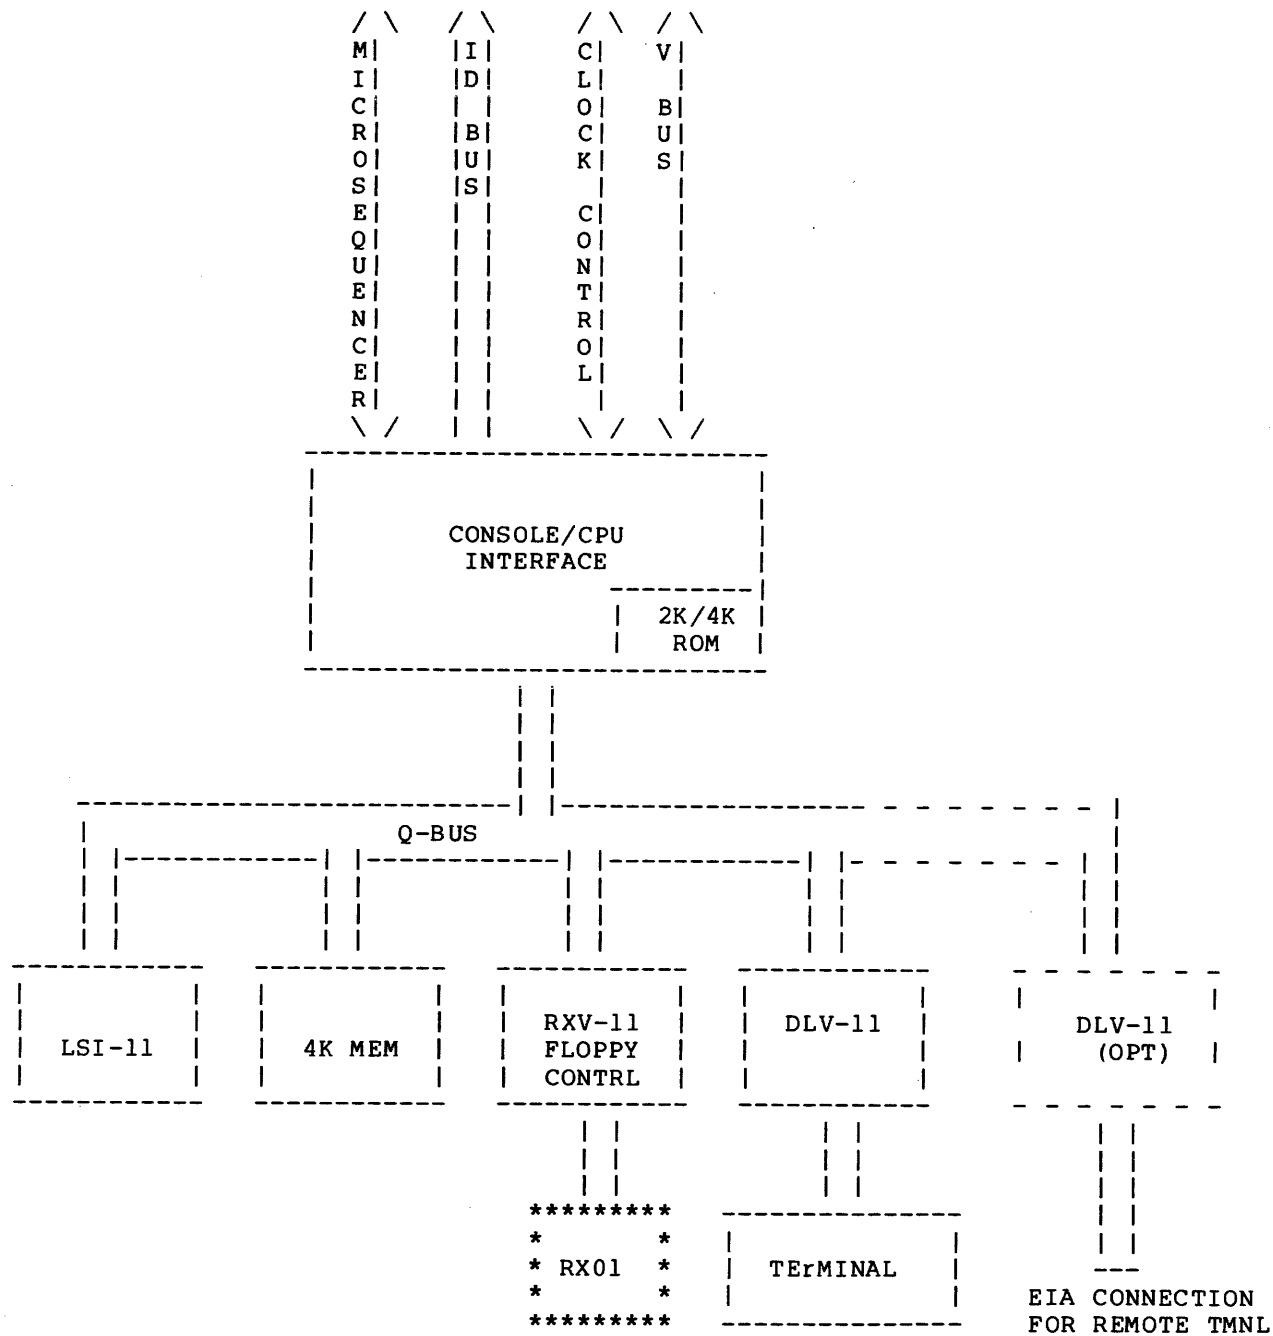 MICROSEQUENCER
ID BUS
CLOCK CONTROL
V BUS
CONSOLE/CPU
INTERFACE
2K/4K
ROM
Q-BUS
LSI-11
4K MEM
RXV-11
FLOPPY
CONTRL
DLV-11
DLV-11
(OPT)
RX01
TErMINAL
EIA CONNECTION
FOR REMOTE TMNL